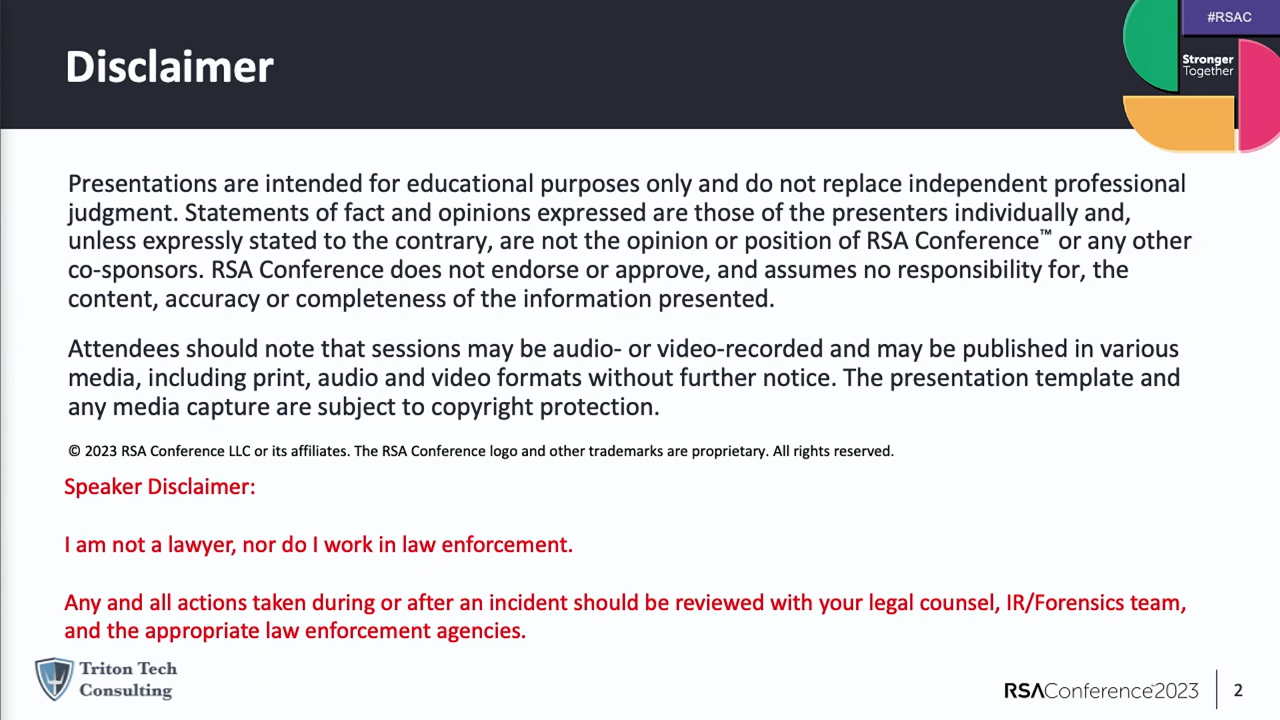 Disclaimer
#RSAC
Stronger
Together
Presentations are intended for educational purposes only and do not replace independent professional
judgment. Statements of fact and opinions expressed are those of the presenters individually and,
unless expressly stated to the contrary, are not the opinion or position of RSA Conference™ or any other
co-sponsors. RSA Conference does not endorse or approve, and assumes no responsibility for, the
content, accuracy or completeness of the information presented.
Attendees should note that sessions may be audio- or video-recorded and may be published in various
media, including print, audio and video formats without further notice. The presentation template and
any media capture are subject to copyright protection.
© 2023 RSA Conference LLC or its affiliates. The RSA Conference logo and other trademarks are proprietary. All rights reserved.
Speaker Disclaimer:
I am not a lawyer, nor do I work in law enforcement.
Any and all actions taken during or after an incident should be reviewed with your legal counsel, IR/Forensics team,
and the appropriate law enforcement agencies.
Triton Tech
Consulting
RSAConference™2023
2